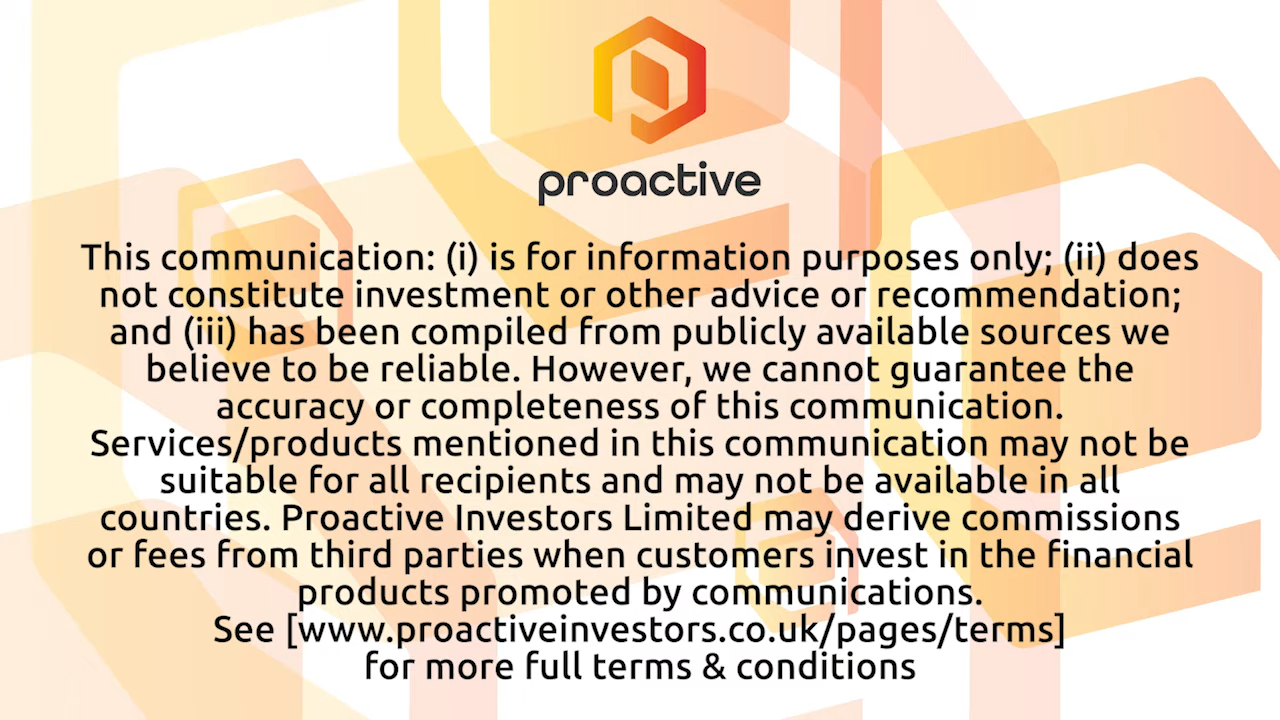 proactive
This communication: (i) is for information purposes only; (ii) does
not constitute investment or other advice or recommendation;
and (iii) has been compiled from publicly available sources we
believe to be reliable. However, we cannot guarantee the
accuracy or completeness of this communication.
Services/products mentioned in this communication may not be
suitable for all recipients and may not be available in all
countries. Proactive Investors Limited may derive commissions
or fees from third parties when customers invest in the financial
products promoted by communications.
See [www.proactiveinvestors.co.uk/pages/terms]
for more full terms & conditions